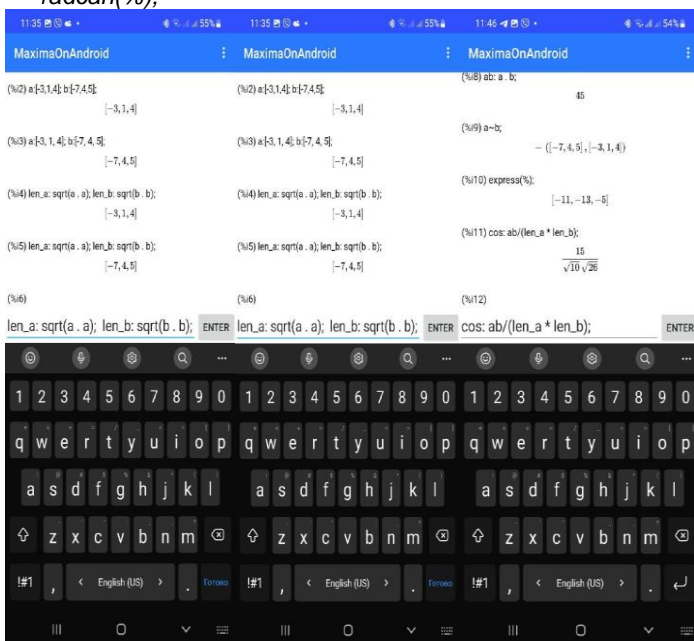 radcan(%);
11:35
55%
MaximaOnAndroid
(%i2) a:[-3,1,4]; b:[-7,4,5];
[−3,1,4]
(%i3) a:[-3, 1, 4]; b:[-7, 4, 5];
[−7,4,5]
(%i4) len_a: sqrt(a . a); len_b: sqrt(b . b);
[−3,1,4]
(%i5) len_a: sqrt(a . a); len_b: sqrt(b . b);
[−7,4,5]
(%i6)
len_a: sqrt(a . a); len_b: sqrt(b . b); ENTER
1 2 3 4 5 6 7 8 9 0
q w e r t y u i o p
a s d f g h j k l
z x c v b n m
!#1 , < English (US) > . Готово
11:35
55%
MaximaOnAndroid
(%i2) a:[-3,1,4]; b:[-7,4,5];
[−3,1,4]
(%i3) a:[-3, 1, 4]; b:[-7, 4, 5];
[−7,4,5]
(%i4) len_a: sqrt(a . a); len_b: sqrt(b . b);
[−3,1,4]
(%i5) len_a: sqrt(a . a); len_b: sqrt(b . b);
[−7,4,5]
(%i6)
len_a: sqrt(a . a); len_b: sqrt(b . b); ENTER
1 2 3 4 5 6 7 8 9 0
q w e r t y u i o p
a s d f g h j k l
z x c v b n m
!#1 , < English (US) > . Готово
11:46
54%
MaximaOnAndroid
(%i8) ab: a . b;
45
(%i9) a~b;
− ([−7,4,5] , [−3,1,4])
(%i10) express(%);
[−11,−13,−5]
(%i11) cos: ab/(len_a * len_b);
15
√10 √26
(%i12)
cos: ab/(len_a * len_b); ENTER
1 2 3 4 5 6 7 8 9 0
q w e r t y u i o p
a s d f g h j k l
z x c v b n m
!#1 , < English (US) > .